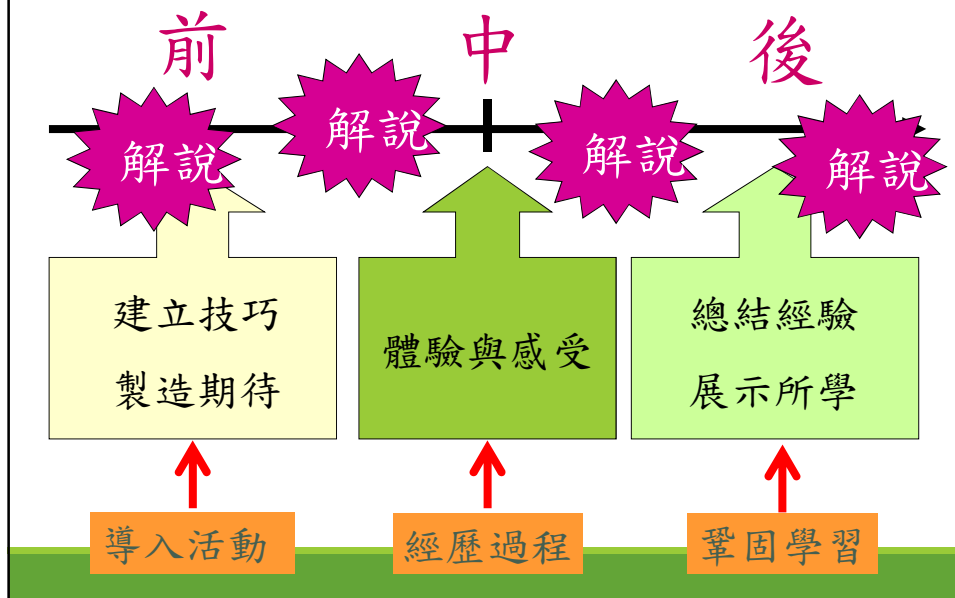 前
中
後
解說
解說
解說
解說
建立技巧
製造期待
體驗與感受
總結經驗
展示所學
導入活動
經歷過程
鞏固學習